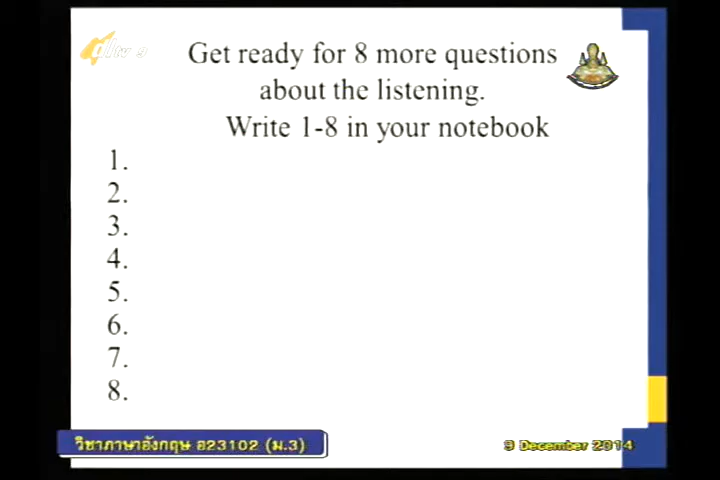 Get ready for 8 more questions
about the listening.
Write 1-8 in your notebook
1.
2.
3.
4.
5.
6.
7.
8.
วิชาภาษาอังกฤษ อ23102 (ม.3)
9 December 2014